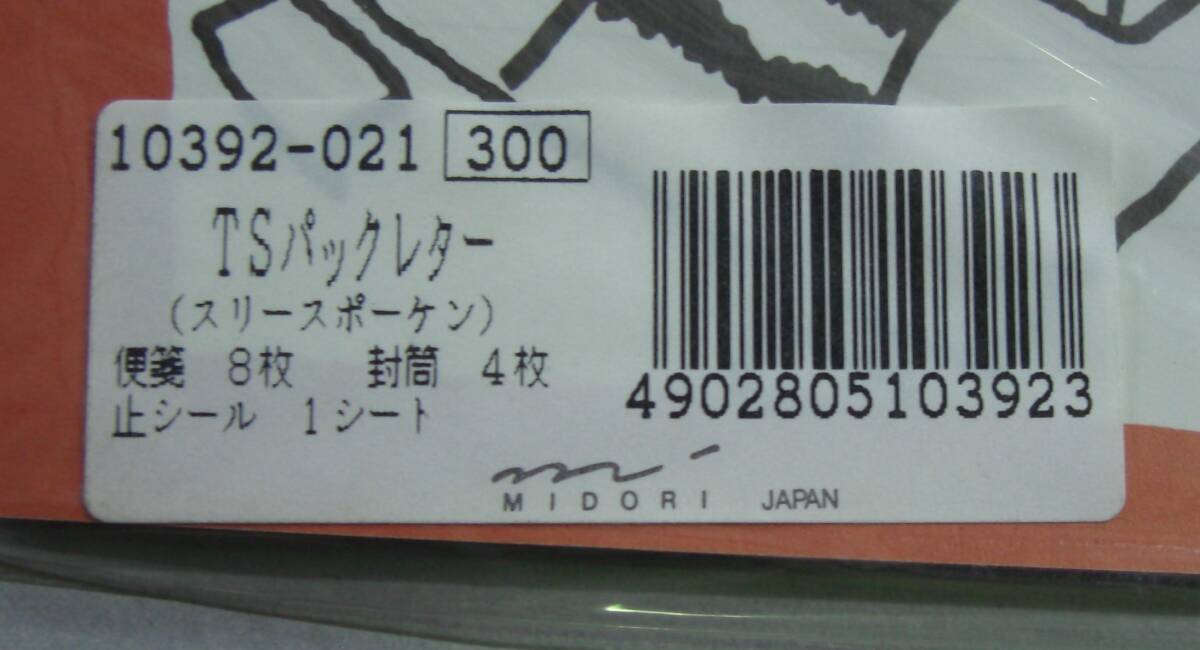 10392-021 300
TSパックレター
(スリースポーケン)
便箋 8枚 封筒 4枚
止シール 1シート
4902805103923
MIDORI JAPAN